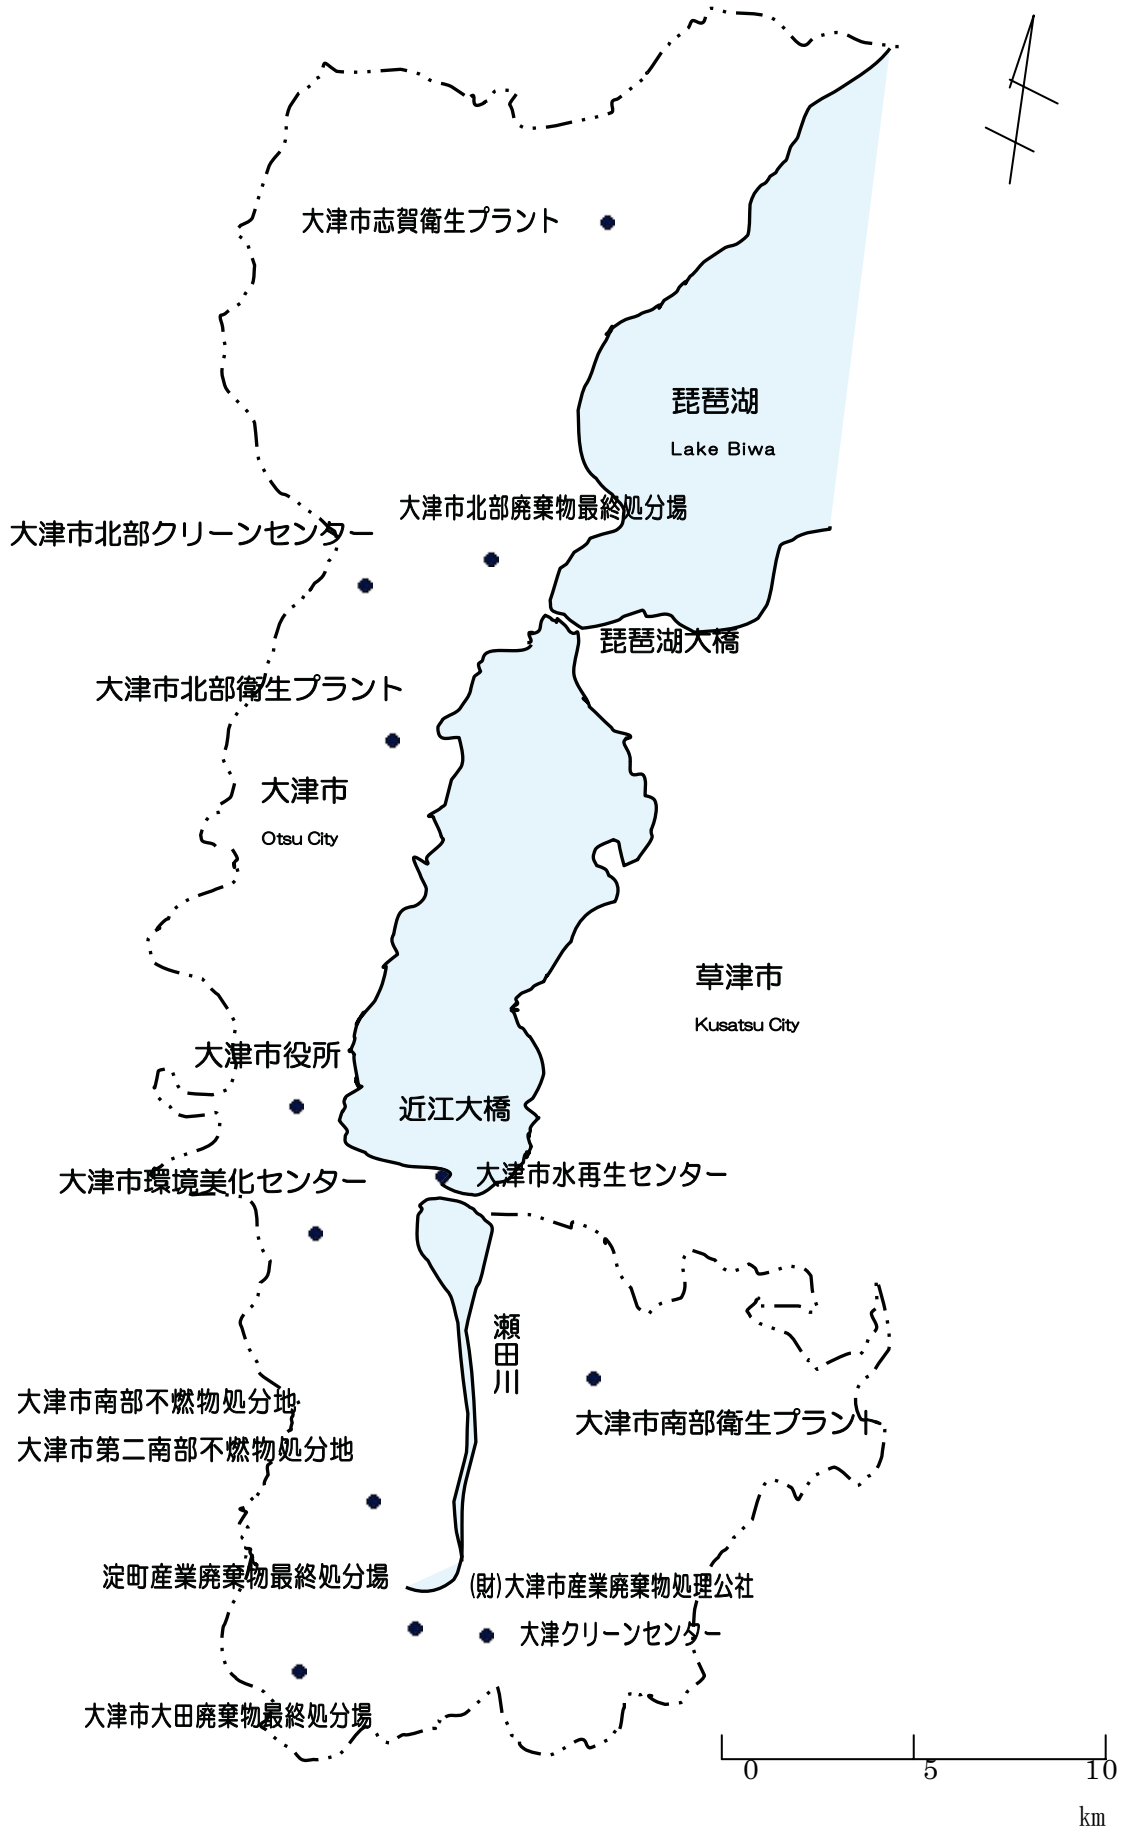 大津市志賀衛生プラント
琵琶湖
Lake Biwa
大津市北部廃棄物最終処分場
大津市北部クリーンセンター
琵琶湖大橋
大津市北部衛生プラント
大津市
Otsu City
草津市
Kusatsu City
大津市役所
近江大橋
大津市水再生センター
大津市環境美化センター
瀬田川
大津市南部不燃物処分地
大津市南部衛生プラント
大津市第二南部不燃物処分地
淀町産業廃棄物最終処分場
(財)大津市産業廃棄物処理公社
大津クリーンセンター
大津市大田廃棄物最終処分場
0 5 10
km